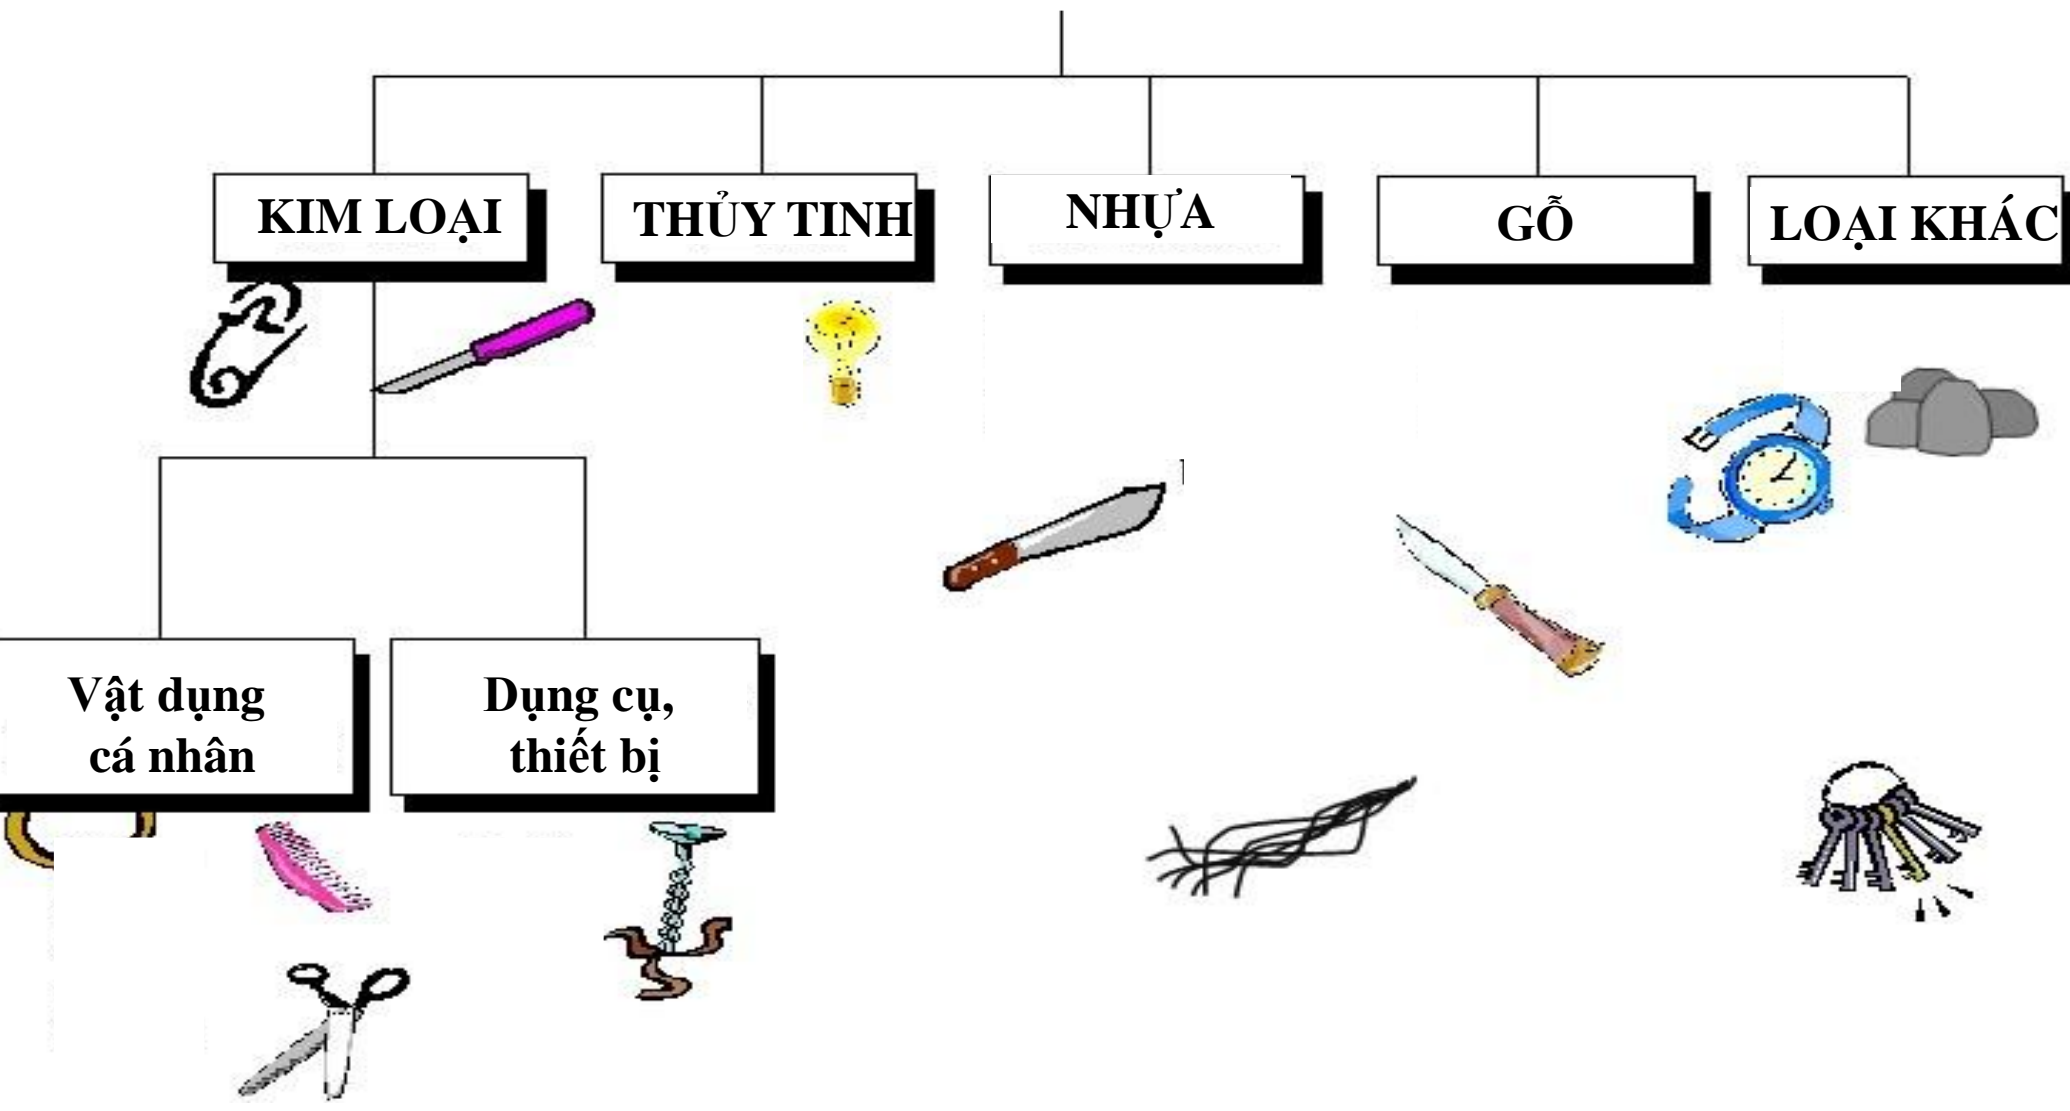 KIM LOẠI
THỦY TINH
NHỰA
GỖ
LOẠI KHÁC
Vật dụng
cá nhân
Dụng cụ,
thiết bị